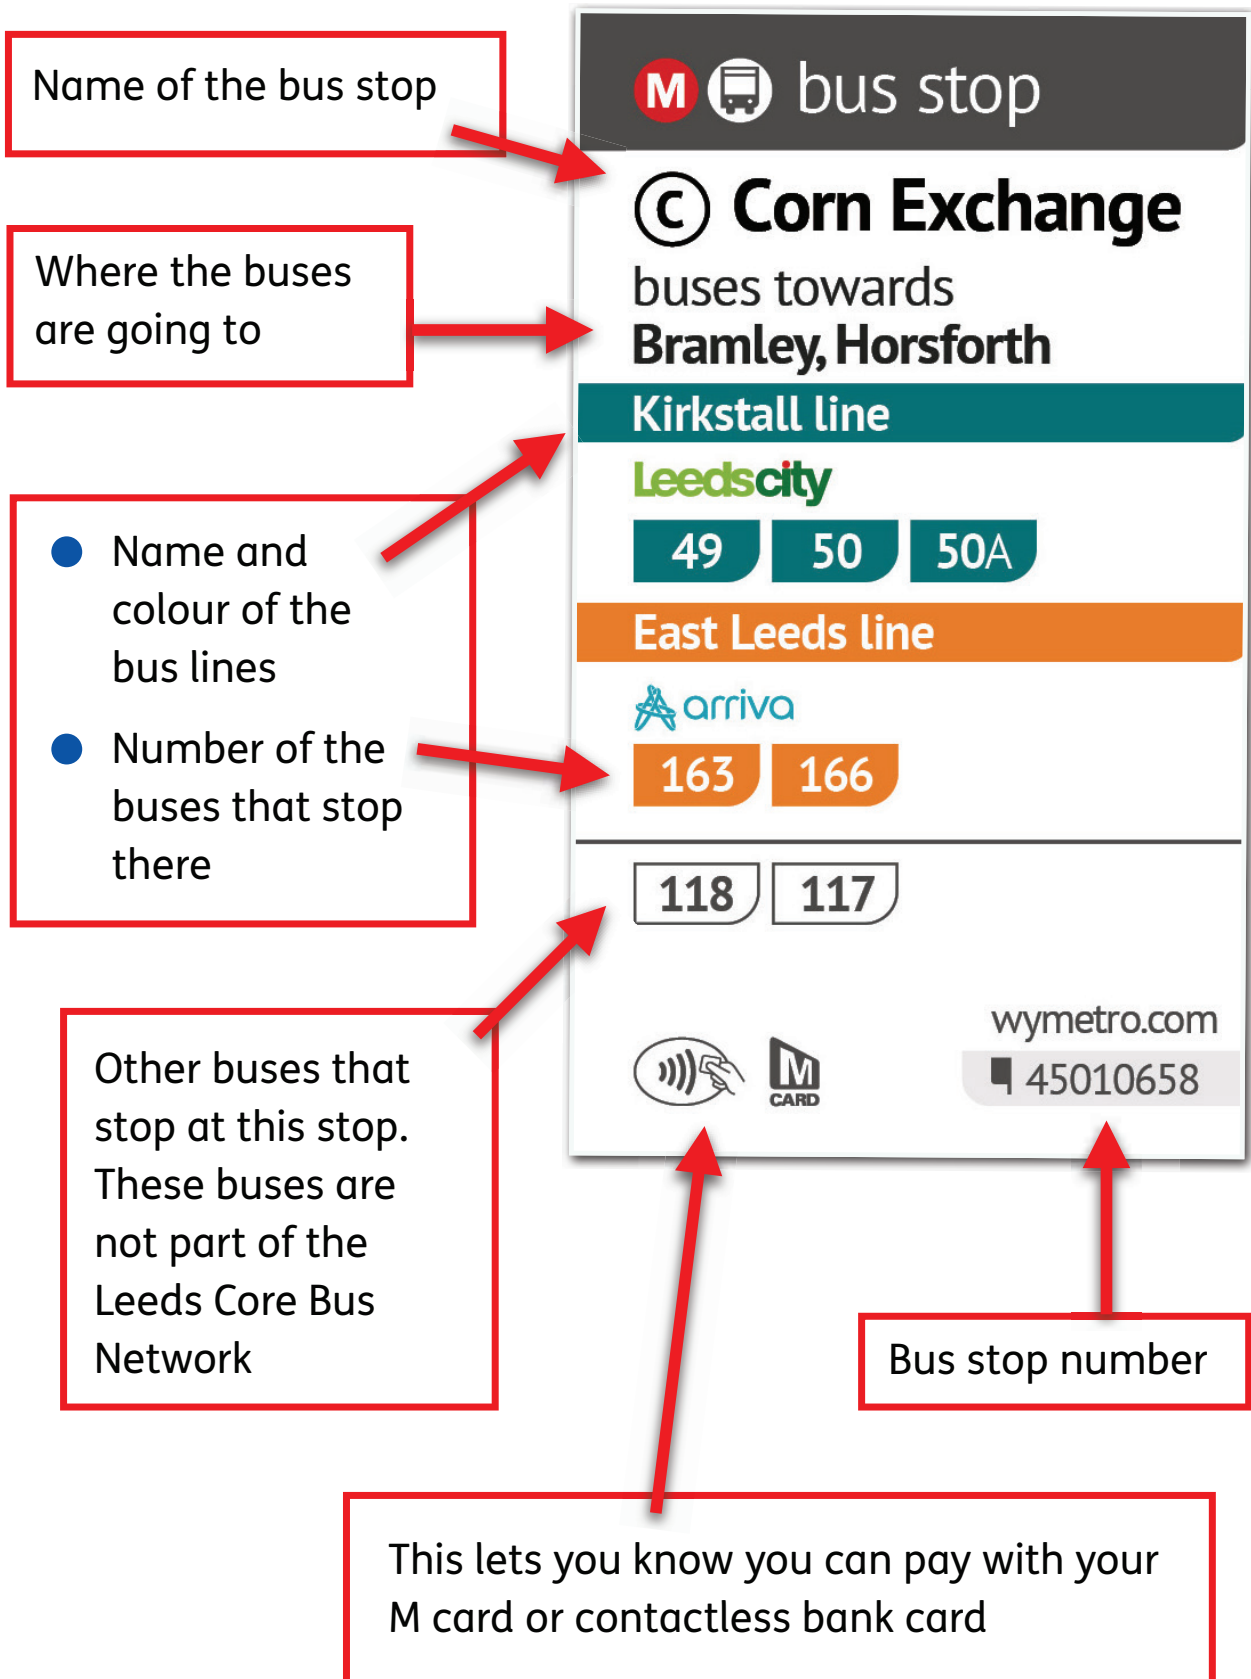 Name of the bus stop
Where the buses
are going to
Name and
colour of the
bus lines
Number of the
buses that stop
there
Other buses that
stop at this stop.
These buses are
not part of the
Leeds Core Bus
Network
M bus stop
C Corn Exchange
buses towards
Bramley, Horsforth
Kirkstall line
Leedscity
49 50 50A
East Leeds line
arriva
163 166
118 117
wymetro.com
M CARD 45010658
Bus stop number
This lets you know you can pay with your
M card or contactless bank card